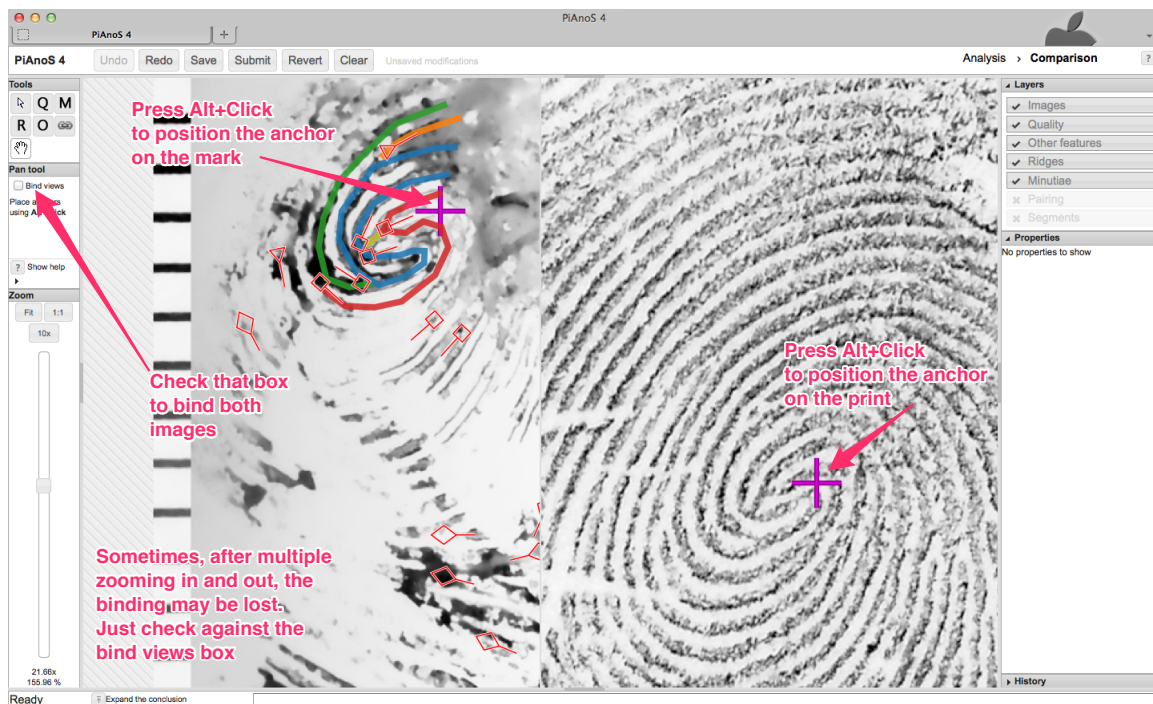 PiAnoS 4
PiAnoS 4
PiAnoS 4
Undo
Redo
Save
Submit
Revert
Clear
Unsaved modifications
Analysis › Comparison
?
Tools
Q
M
R
O
Pan tool
Bind views
Place
using
? Show help
Zoom
Fit
1:1
10x
21.66x
155.96 %
Press Alt+Click
to position the anchor
on the mark
Check that box
to bind both
images
Sometimes, after multiple
zooming in and out, the
binding may be lost.
Just check against the
bind views box
Press Alt+Click
to position the anchor
on the print
Layers
Images
Quality
Other features
Ridges
Minutiae
Pairing
Segments
Properties
No properties to show
History
Ready
Expand the conclusion